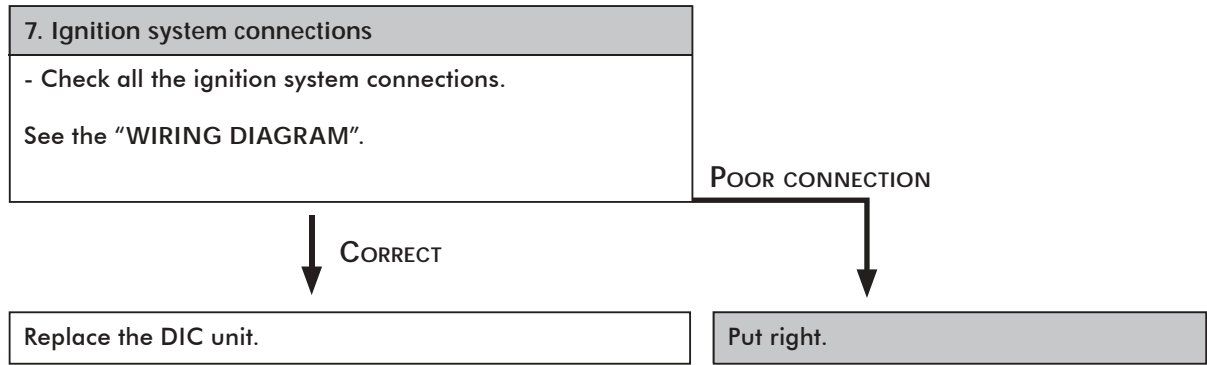 7. Ignition system connections
- Check all the ignition system connections.
See the “WIRING DIAGRAM”.
POOR CONNECTION
CORRECT
Replace the DIC unit.
Put right.